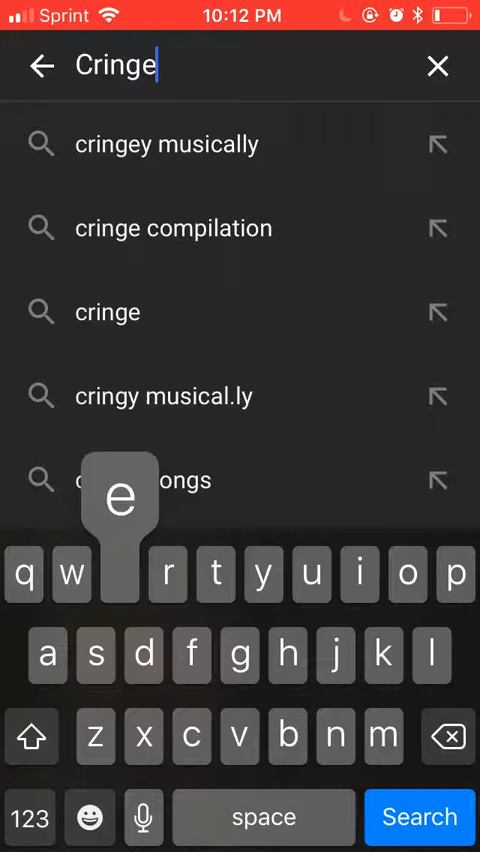 Sprint 10:12 PM
Cringe
cringey musically
cringe compilation
cringe
cringy musical.ly
c ongs
e
q w r t y u i o p
a s d f g h j k l
z x c v b n m
123 space Search